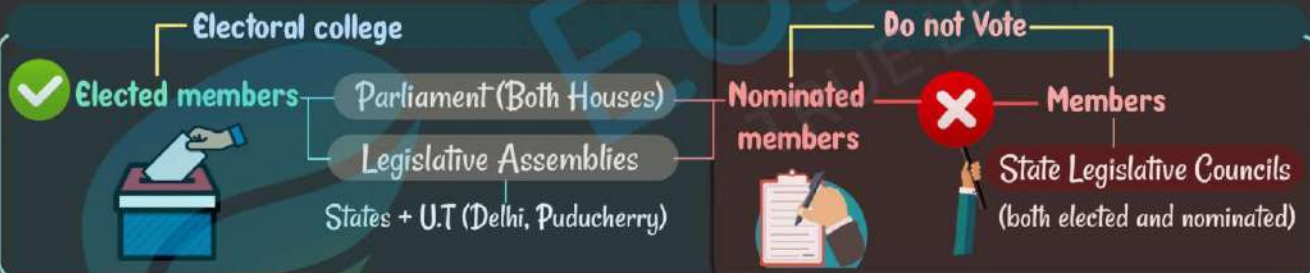 Electoral college
Elected members
Parliament (Both Houses)
Legislative Assemblies
States + U.T (Delhi, Puducherry)
Do not Vote
Nominated
members
Members
State Legislative Councils
(both elected and nominated)